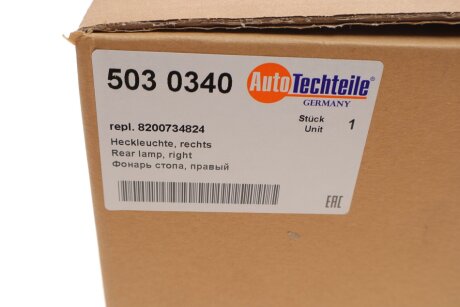 503 0340
AutoTechteile®
GERMANY
Stück
Unit 1
repl. 8200734824
Heckleuchte, rechts
Rear lamp, right
Фонарь стопа, правый
EAC